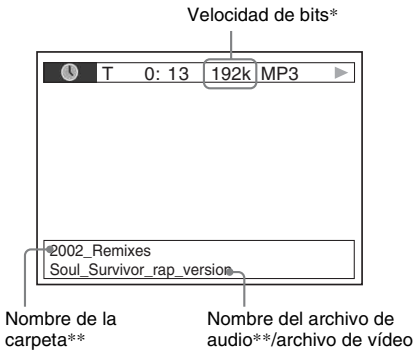 Velocidad de bits*
T 0: 13 192k MP3
2002_Remixes
Soul_Survivor_rap_version
Nombre de la
carpeta**
Nombre del archivo de
audio**/archivo de vídeo